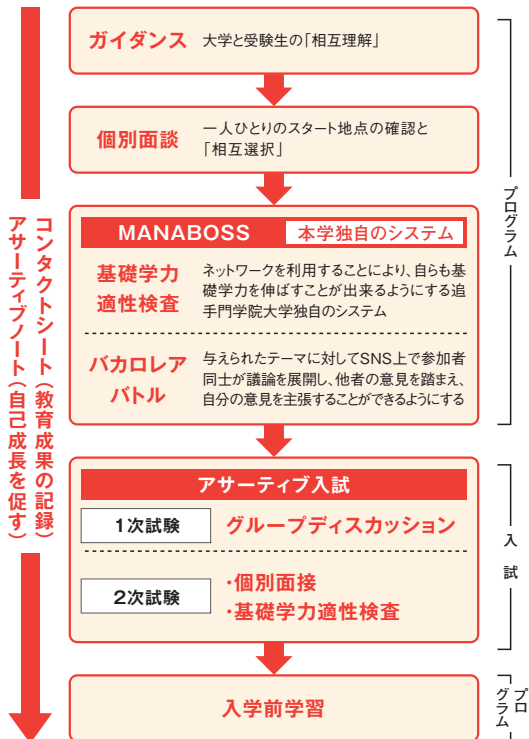 ガイダンス 大学と受験生の「相互理解」
個別面談 一人ひとりのスタート地点の確認と
「相互選択」
MANABOSS 本学独自のシステム
基礎学力
適性検査
ネットワークを利用することにより、自らも基
礎学力を伸ばすことが出来るようにする追
手門学院大学独自のシステム
バカロレア
バトル
与えられたテーマに対してSNS上で参加者
同士が議論を展開し、他者の意見を踏まえ、
自分の意見を主張することができるようにする
アサーティブ入試
1次試験 グループディスカッション
2次試験
・個別面接
・基礎学力適性検査
入学前学習
コンタクトシート(教育成果の記録)
アサーティブノート(自己成長を促す)
プログラム
入試
プロ
グラム